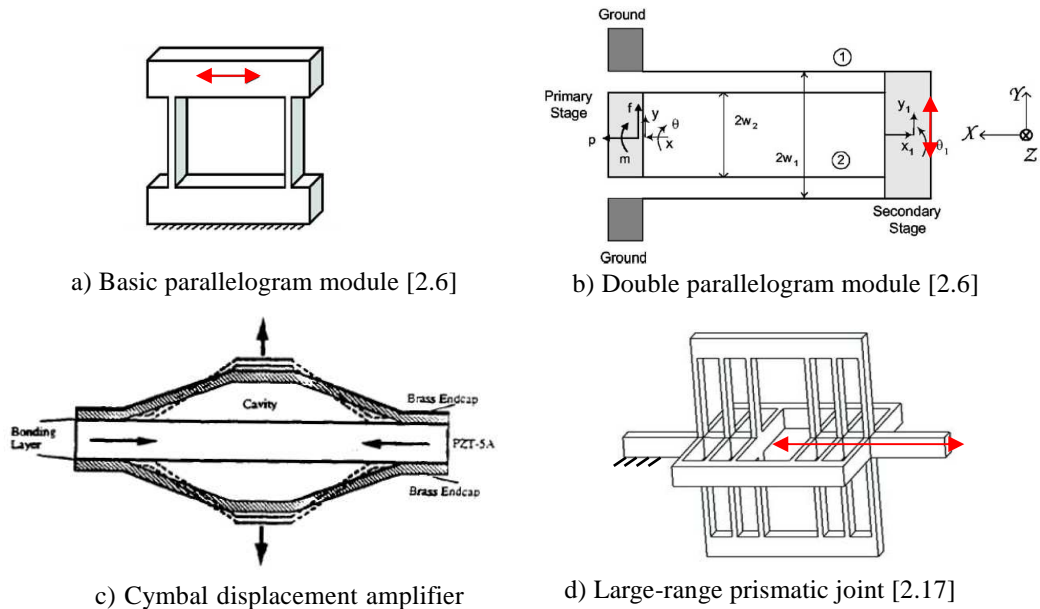 Ground
Primary
Stage
①
f
y
θ
p
x
m
2w₂
2w₁
②
y₁
x₁
θ₁
Secondary
Stage
Ground
Y
X
Z
a) Basic parallelogram module [2.6]
b) Double parallelogram module [2.6]
Cavity
Bonding
Layer
Brass Endcap
PZT-5A
Brass Endcap
c) Cymbal displacement amplifier
d) Large-range prismatic joint [2.17]